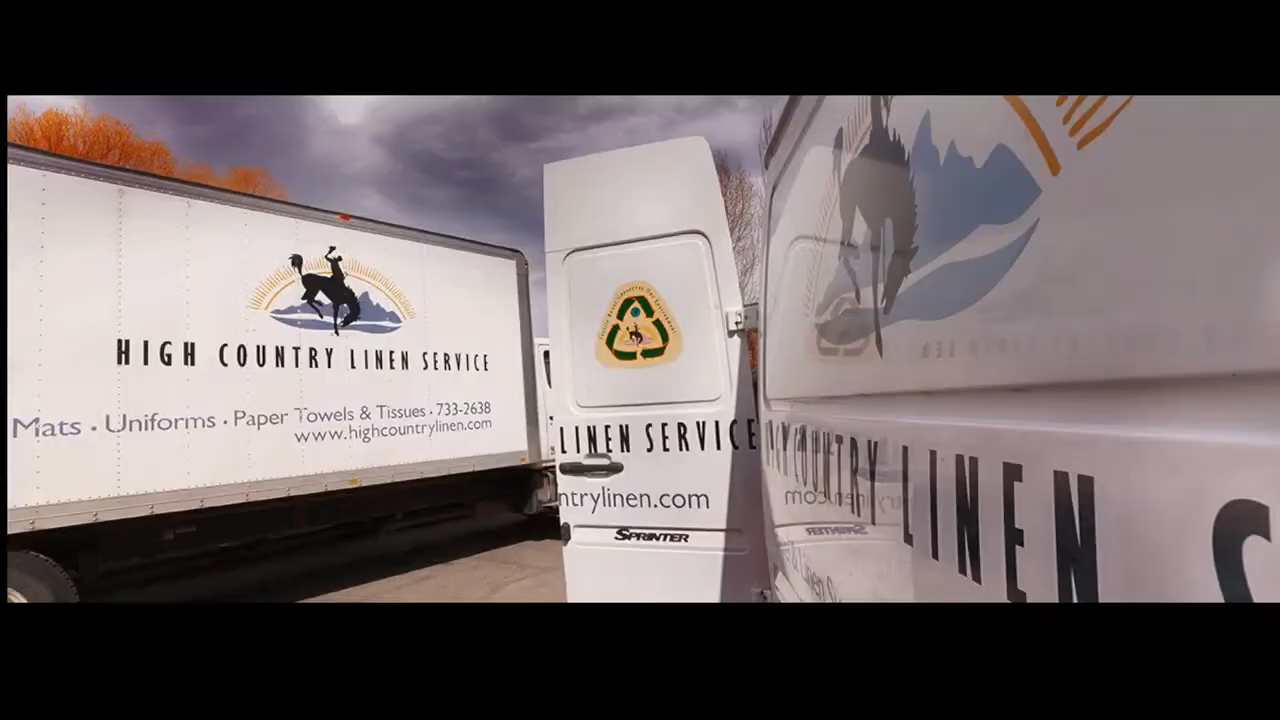 HIGH COUNTRY LINEN SERVICE
Mats • Uniforms • Paper Towels & Tissues • 733-2638
www.highcountrylinen.com
LINEN SERVICE
ntrylinen.com
SPRINTER
COUNTRY LINEN S